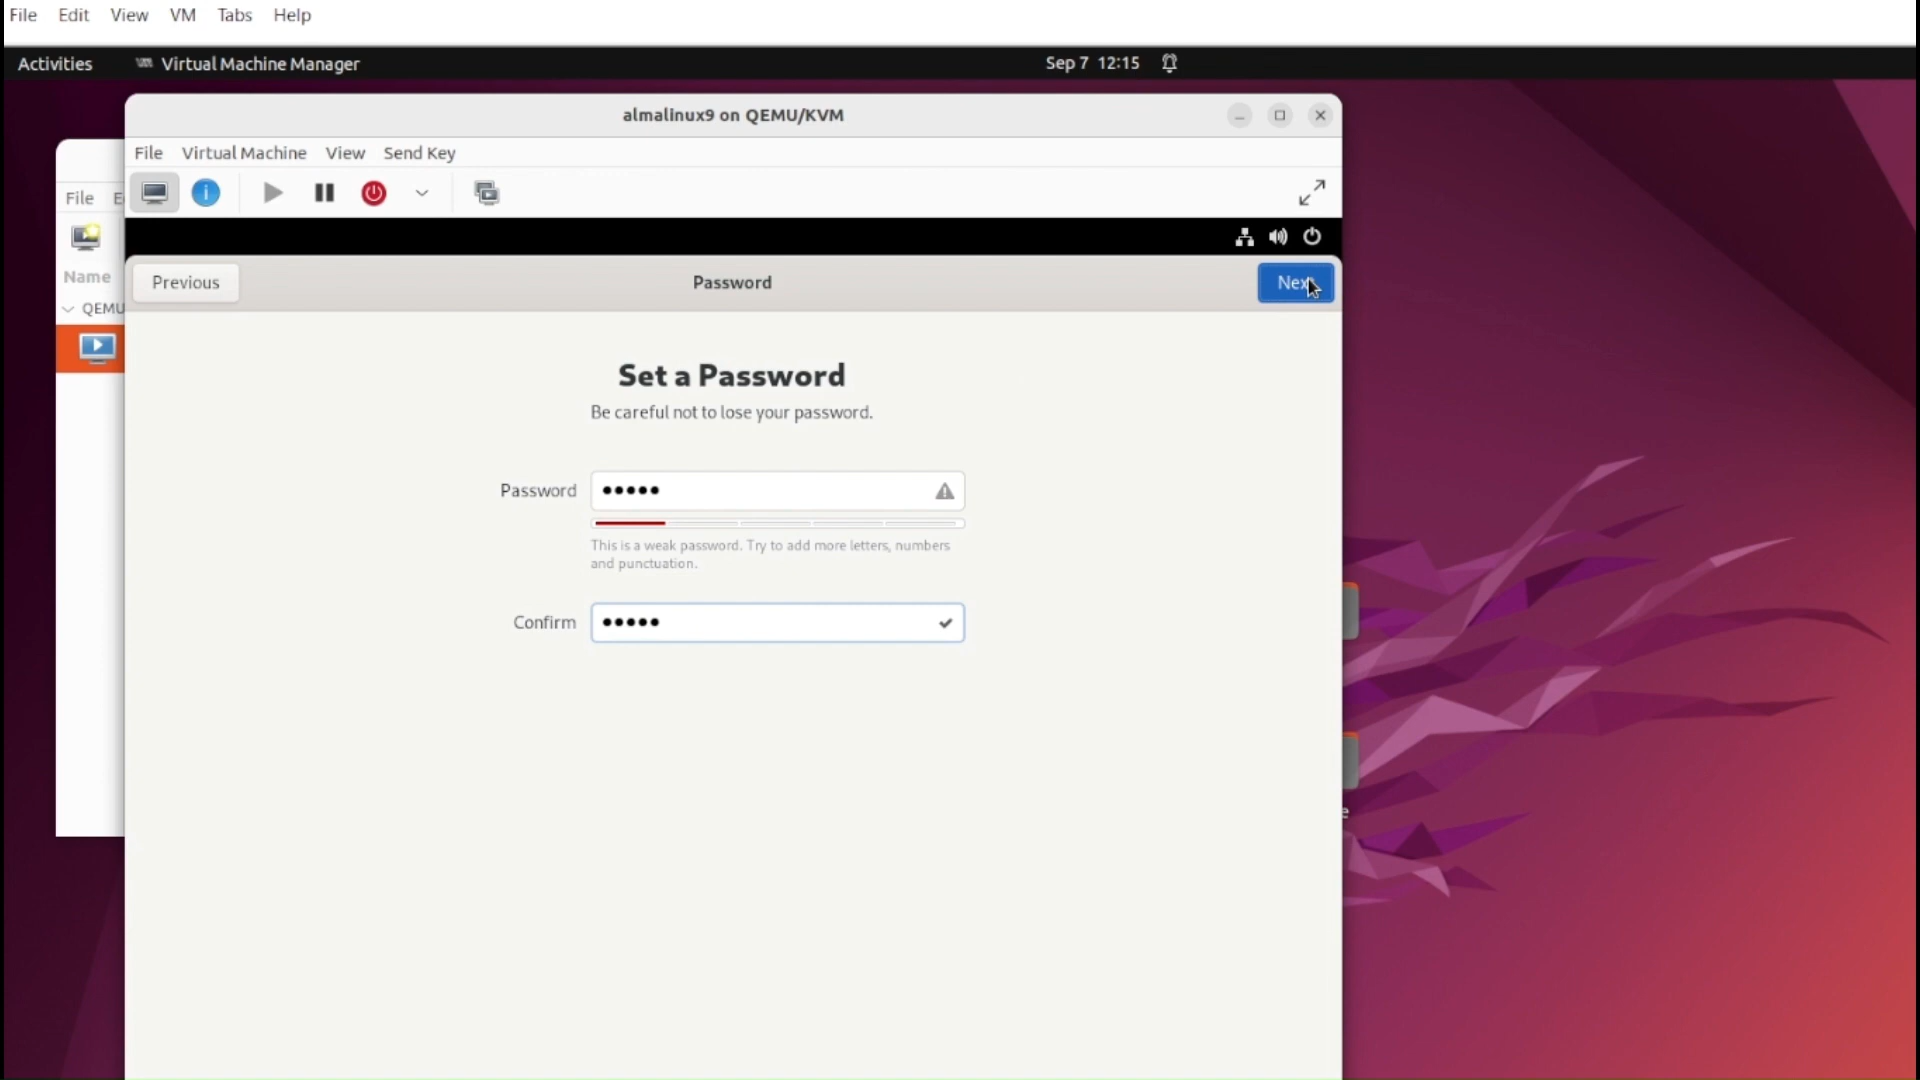 File Edit View VM Tabs Help
Activities Virtual Machine Manager Sep 7 12:15
almalinux9 on QEMU/KVM
File Virtual Machine View Send Key
File
Name
QEMU
Previous Password
Set a Password
Be careful not to lose your password.
Password •••••
This is a weak password. Try to add more letters, numbers
and punctuation.
Confirm •••••